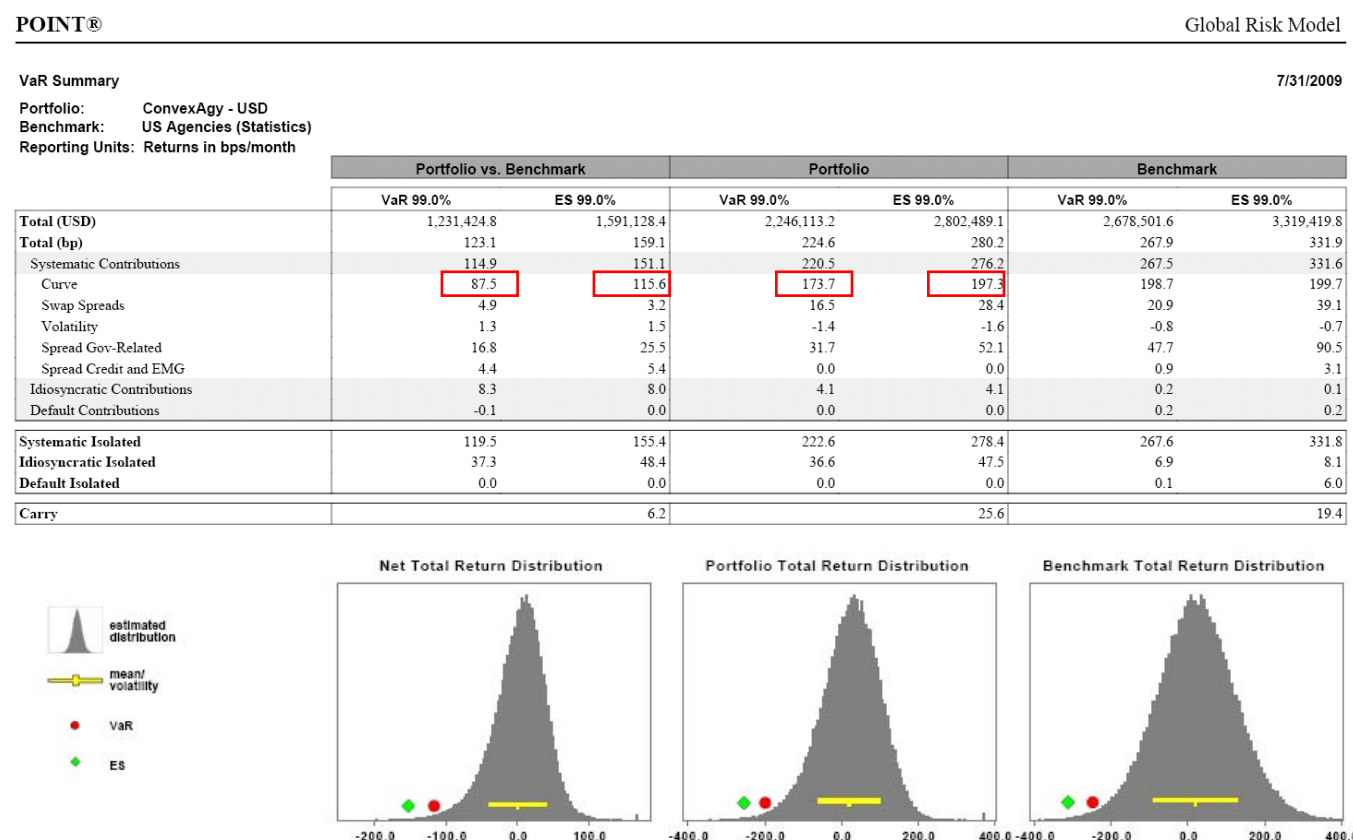 POINT® Global Risk Model
VaR Summary 7/31/2009
Portfolio: ConvexAgy - USD
Benchmark: US Agencies (Statistics)
Reporting Units: Returns in bps/month
Portfolio vs. Benchmark Portfolio Benchmark
VaR 99.0% ES 99.0% VaR 99.0% ES 99.0% VaR 99.0% ES 99.0%
Total (USD) 1,231,424.8 1,591,128.4 2,246,113.2 2,802,489.1 2,678,501.6 3,319,419.8
Total (bp) 123.1 159.1 224.6 280.2 267.9 331.9
Systematic Contributions 114.9 151.1 220.5 276.2 267.5 331.6
Curve 87.5 115.6 173.7 197.3 198.7 199.7
Swap Spreads 4.9 3.2 16.5 28.4 20.9 39.1
Volatility 1.3 1.5 -1.4 -1.6 -0.8 -0.7
Spread Gov-Related 16.8 25.5 31.7 52.1 47.7 90.5
Spread Credit and EMG 4.4 5.4 0.0 0.0 0.9 3.1
Idiosyncratic Contributions 8.3 8.0 4.1 4.1 0.2 0.1
Default Contributions -0.1 0.0 0.0 0.0 0.2 0.2
Systematic Isolated 119.5 155.4 222.6 278.4 267.6 331.8
Idiosyncratic Isolated 37.3 48.4 36.6 47.5 6.9 8.1
Default Isolated 0.0 0.0 0.0 0.0 0.1 6.0
Carry 6.2 25.6 19.4
Net Total Return Distribution Portfolio Total Return Distribution Benchmark Total Return Distribution
estimated
distribution
mean/
volatility
VaR
ES
-200.0 -100.0 0.0 100.0 -400.0 -200.0 0.0 200.0 400.0 -400.0 -200.0 0.0 200.0